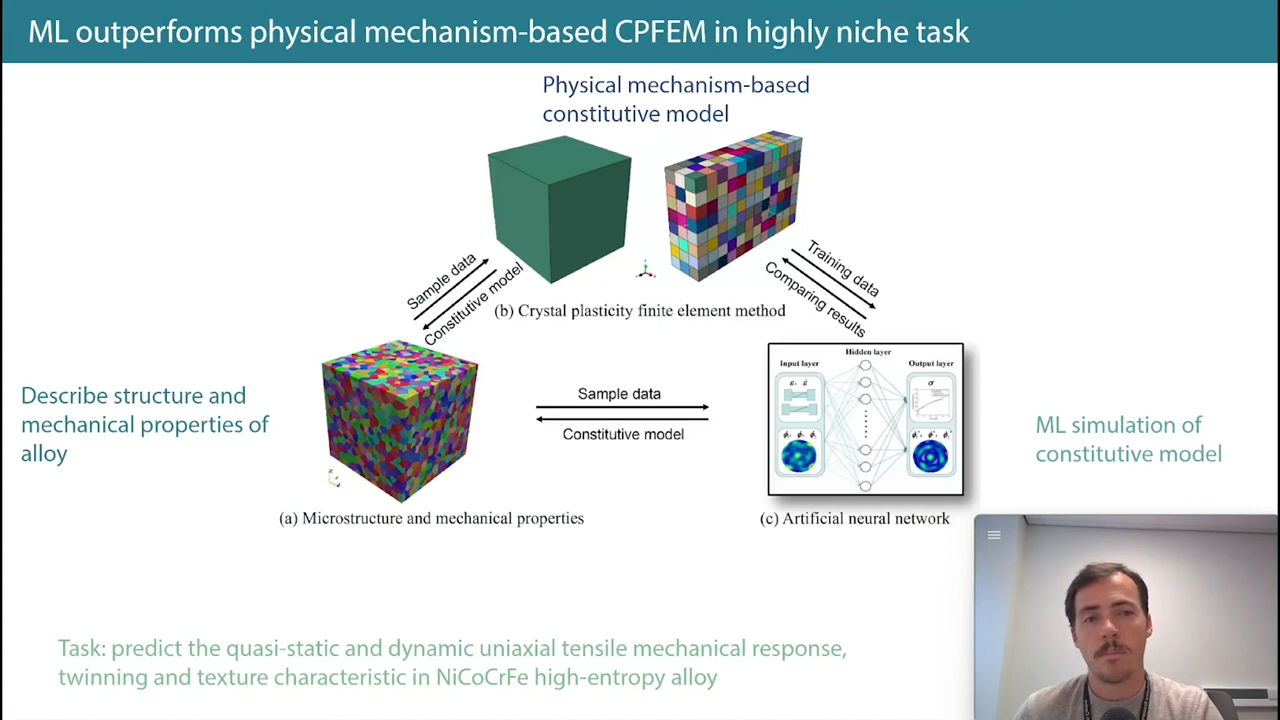 ML outperforms physical mechanism-based CPFEM in highly niche task
Physical mechanism-based
constitutive model
Sample data
Constitutive model
Training data
Comparing results
(b) Crystal plasticity finite element method
Describe structure and
mechanical properties of
alloy
Sample data
Constitutive model
Input layer
Hidden layer
Output layer
ML simulation of
constitutive model
(a) Microstructure and mechanical properties
(c) Artificial neural network
Task: predict the quasi-static and dynamic uniaxial tensile mechanical response,
twinning and texture characteristic in NiCoCrFe high-entropy alloy